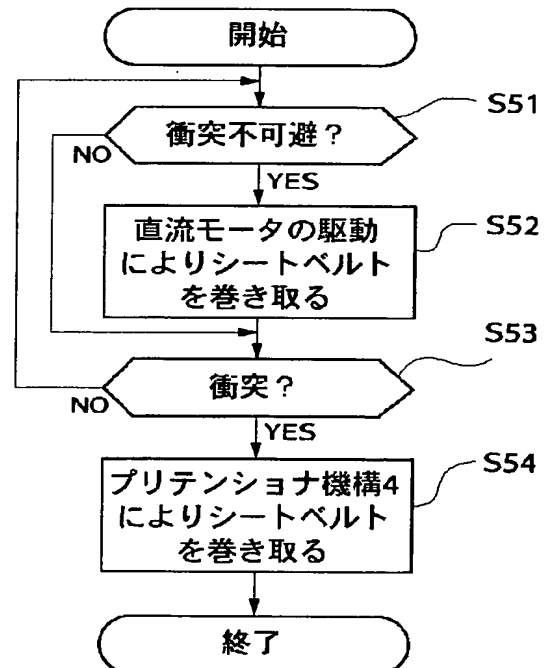 開始
S51
衝突不可避？
NO
YES
S52
直流モータの駆動
によりシートベルト
を巻き取る
S53
衝突？
NO
YES
S54
プリテンショナ機構4
によりシートベルト
を巻き取る
終了